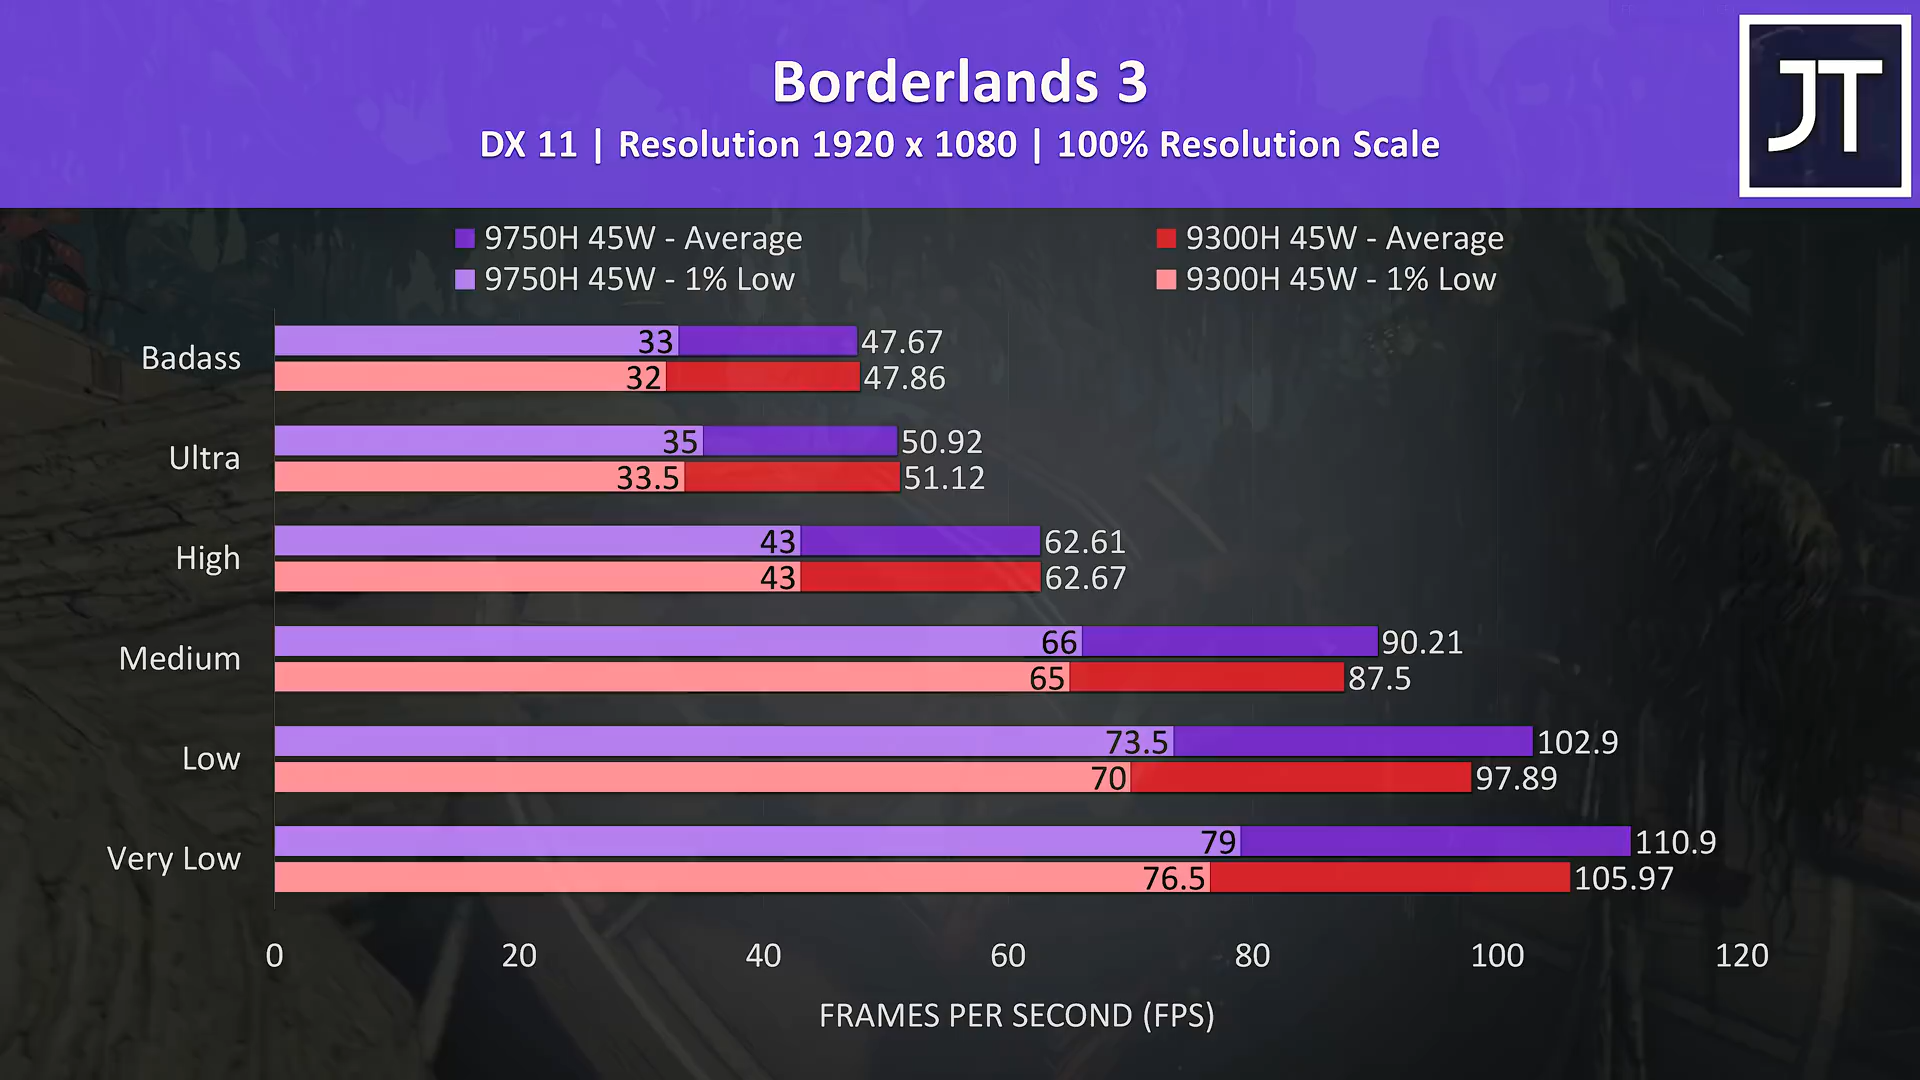 Borderlands 3
DX 11 | Resolution 1920 x 1080 | 100% Resolution Scale
JT
9750H 45W - Average
9300H 45W - Average
9750H 45W - 1% Low
9300H 45W - 1% Low
Badass
33
47.67
32
47.86
Ultra
35
50.92
33.5
51.12
High
43
62.61
43
62.67
Medium
66
90.21
65
87.5
Low
73.5
102.9
70
97.89
Very Low
79
110.9
76.5
105.97
0 20 40 60 80 100 120
FRAMES PER SECOND (FPS)